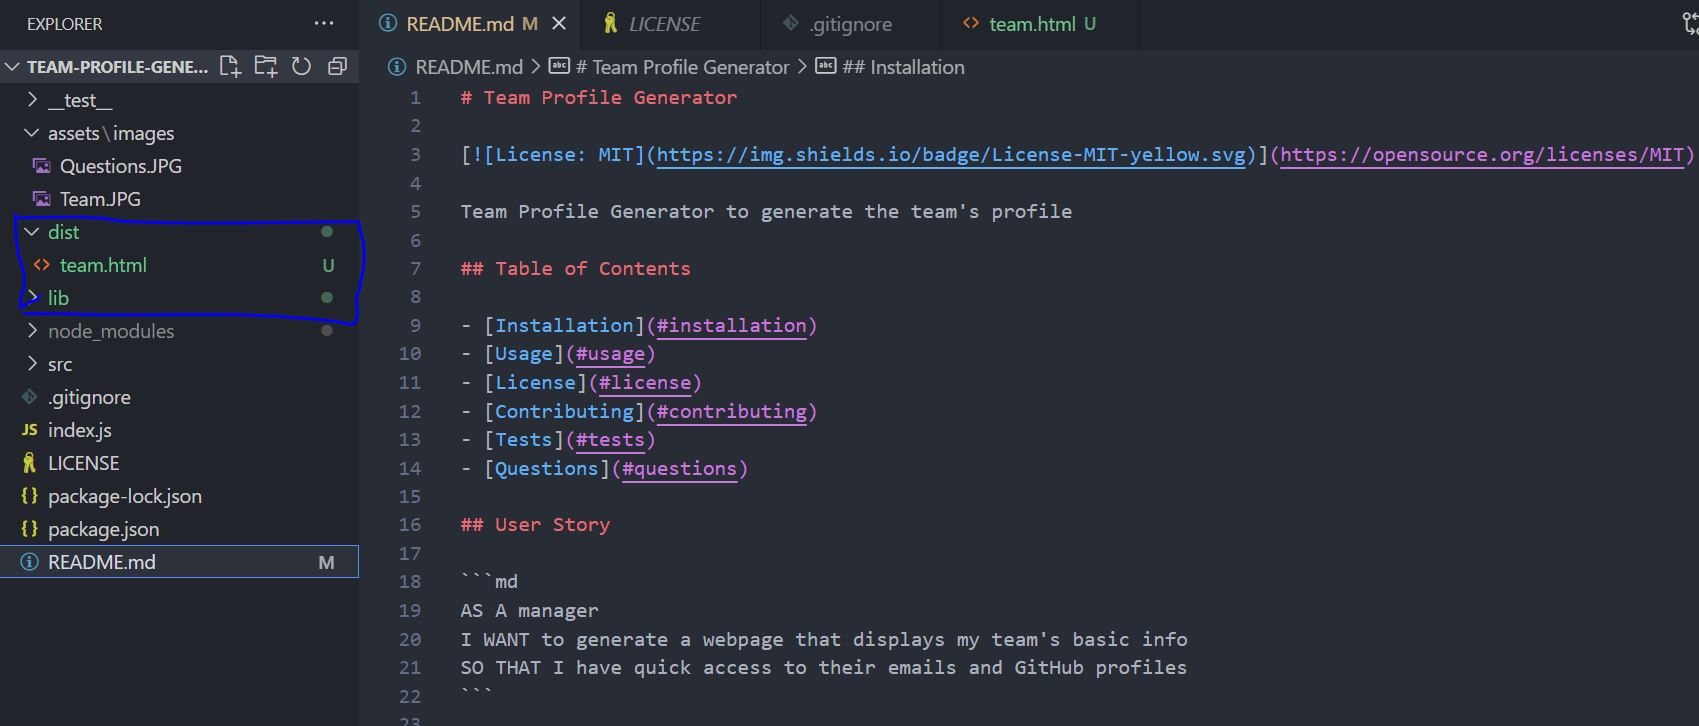 EXPLORER ...
TEAM-PROFILE-GENE...
__test__
assets\images
Questions.JPG
Team.JPG
dist
team.html U
lib
node_modules
src
.gitignore
JS index.js
LICENSE
{} package-lock.json
{} package.json
README.md M
README.md M LICENSE .gitignore team.html U
README.md > # Team Profile Generator > ## Installation
1 # Team Profile Generator
2
3 [![License: MIT](https://img.shields.io/badge/License-MIT-yellow.svg)](https://opensource.org/licenses/MIT)
4
5 Team Profile Generator to generate the team's profile
6
7 ## Table of Contents
8
9 - [Installation](#installation)
10 - [Usage](#usage)
11 - [License](#license)
12 - [Contributing](#contributing)
13 - [Tests](#tests)
14 - [Questions](#questions)
15
16 ## User Story
17
18 ```md
19 AS A manager
20 I WANT to generate a webpage that displays my team's basic info
21 SO THAT I have quick access to their emails and GitHub profiles
22 ```
23